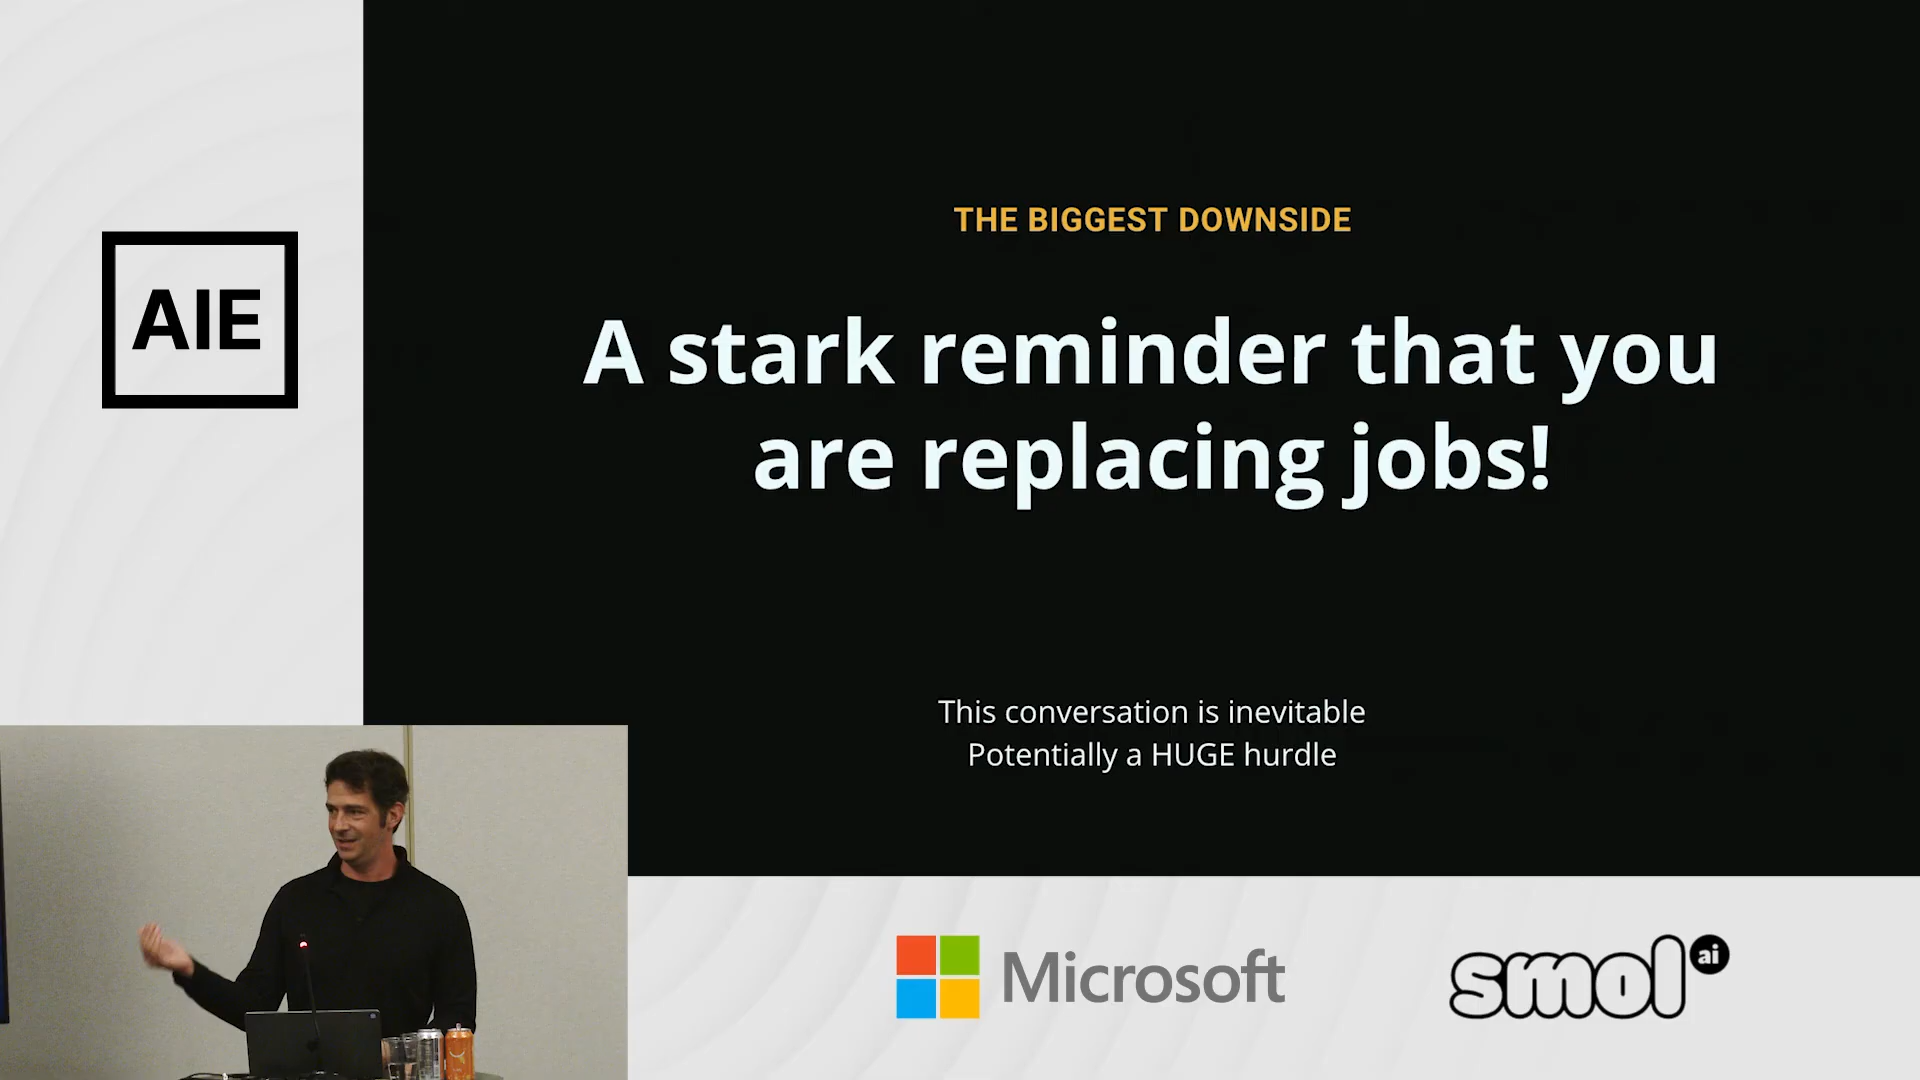 AIE
THE BIGGEST DOWNSIDE
A stark reminder that you
are replacing jobs!
This conversation is inevitable
Potentially a HUGE hurdle
Microsoft
smol ai